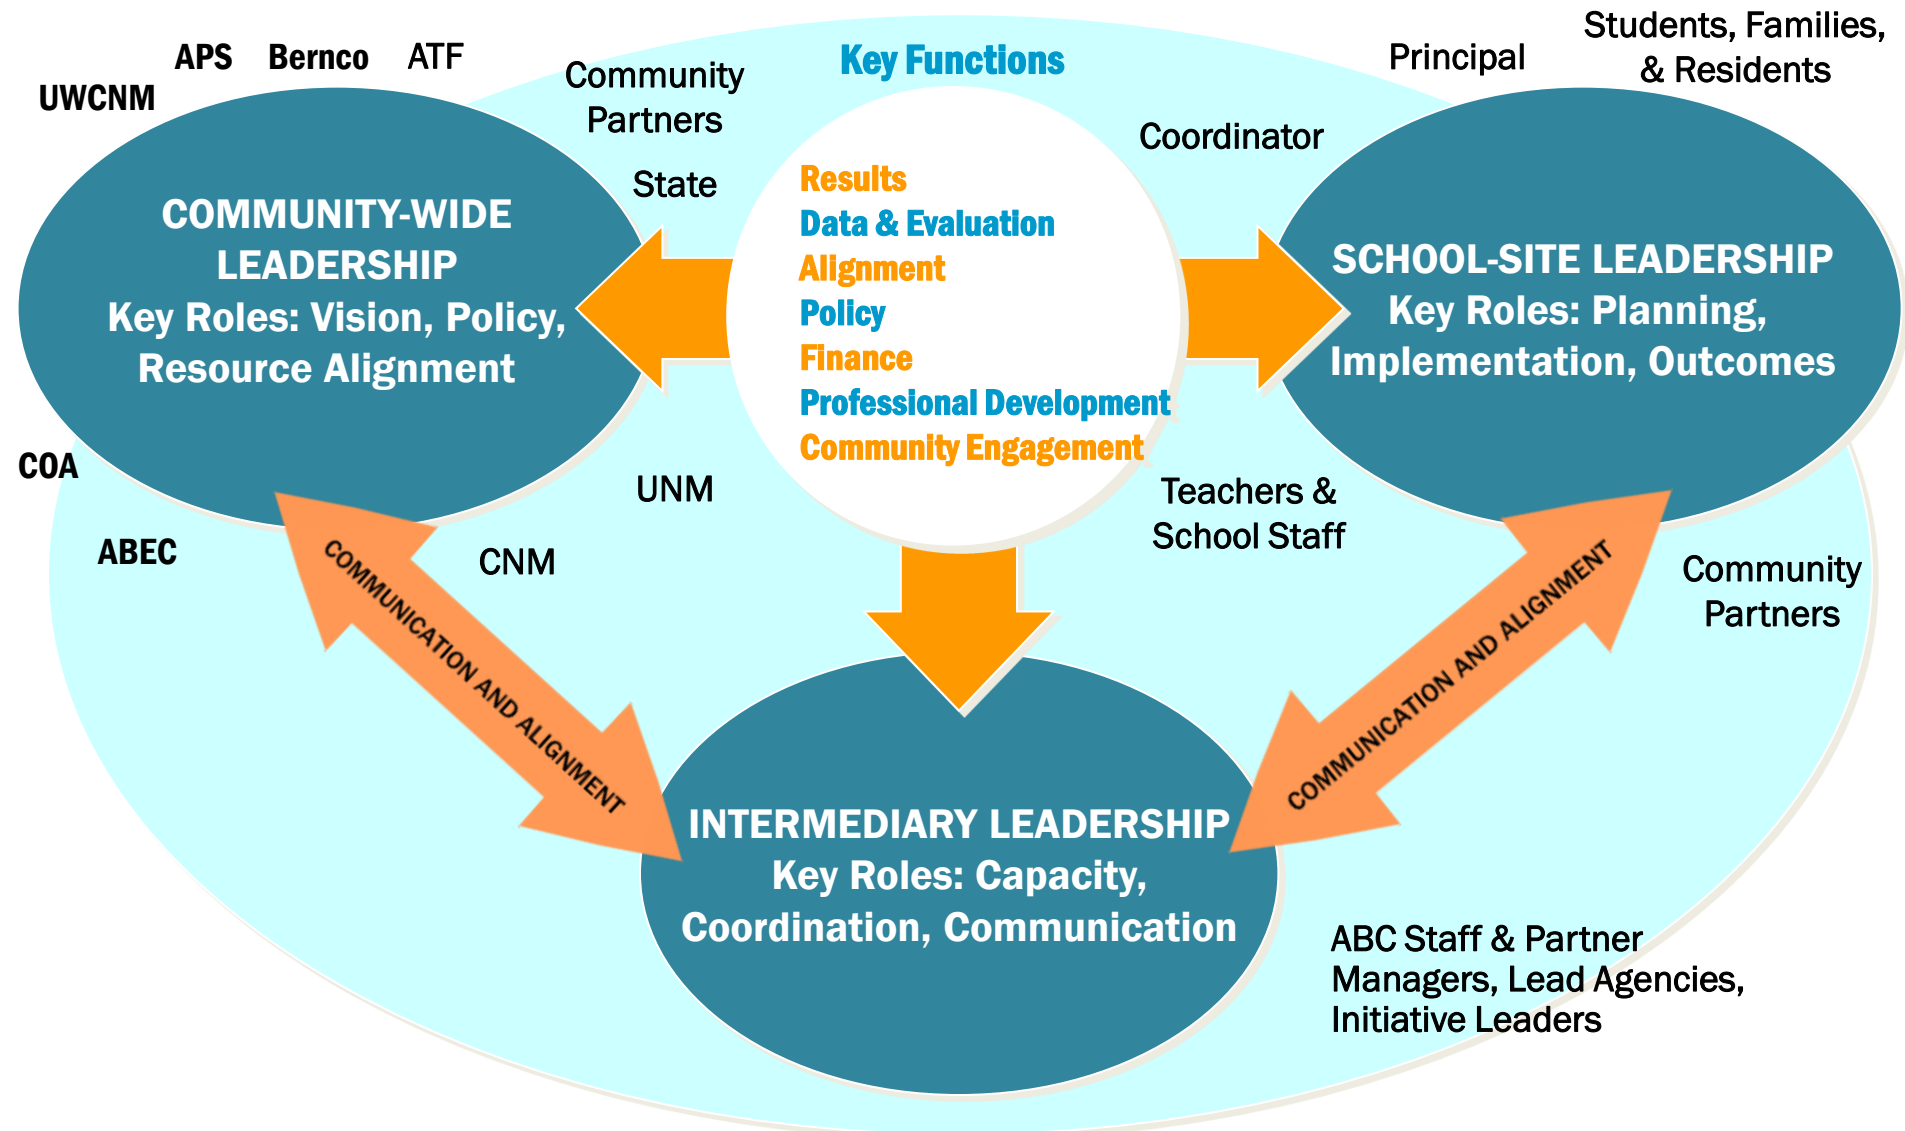 APS Bernco ATF
UWCNM
Community
Partners
State
Key Functions
Principal
Students, Families,
& Residents
Coordinator
COMMUNITY-WIDE
LEADERSHIP
Key Roles: Vision, Policy,
Resource Alignment
Results
Data & Evaluation
Alignment
Policy
Finance
Professional Development
Community Engagement
SCHOOL-SITE LEADERSHIP
Key Roles: Planning,
Implementation, Outcomes
COA
ABEC
UNM
CNM
Teachers &
School Staff
Community
Partners
COMMUNICATION AND ALIGNMENT
COMMUNICATION AND ALIGNMENT
INTERMEDIARY LEADERSHIP
Key Roles: Capacity,
Coordination, Communication
ABC Staff & Partner
Managers, Lead Agencies,
Initiative Leaders